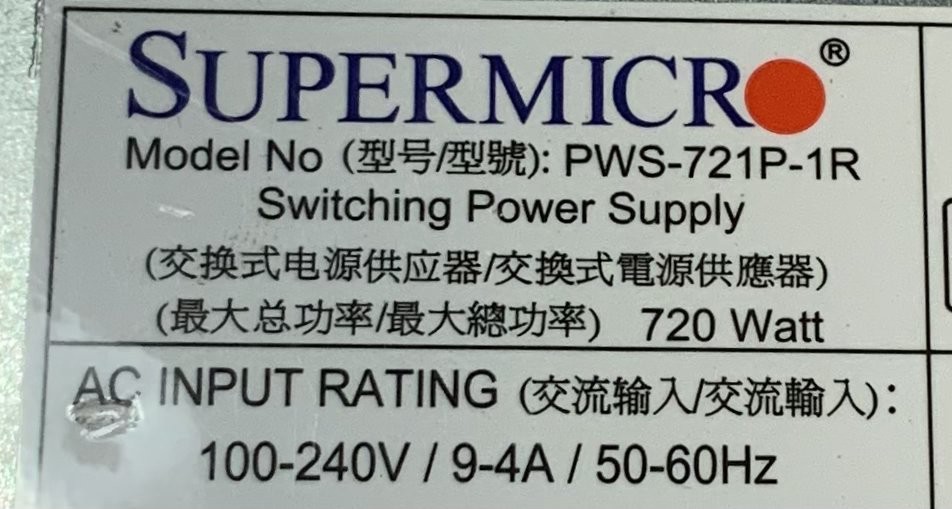 SUPERMICRO®
Model No (型号/型號): PWS-721P-1R
Switching Power Supply
(交换式电源供应器/交換式電源供應器)
(最大总功率/最大總功率) 720 Watt
AC INPUT RATING (交流输入/交流輸入):
100-240V / 9-4A / 50-60Hz